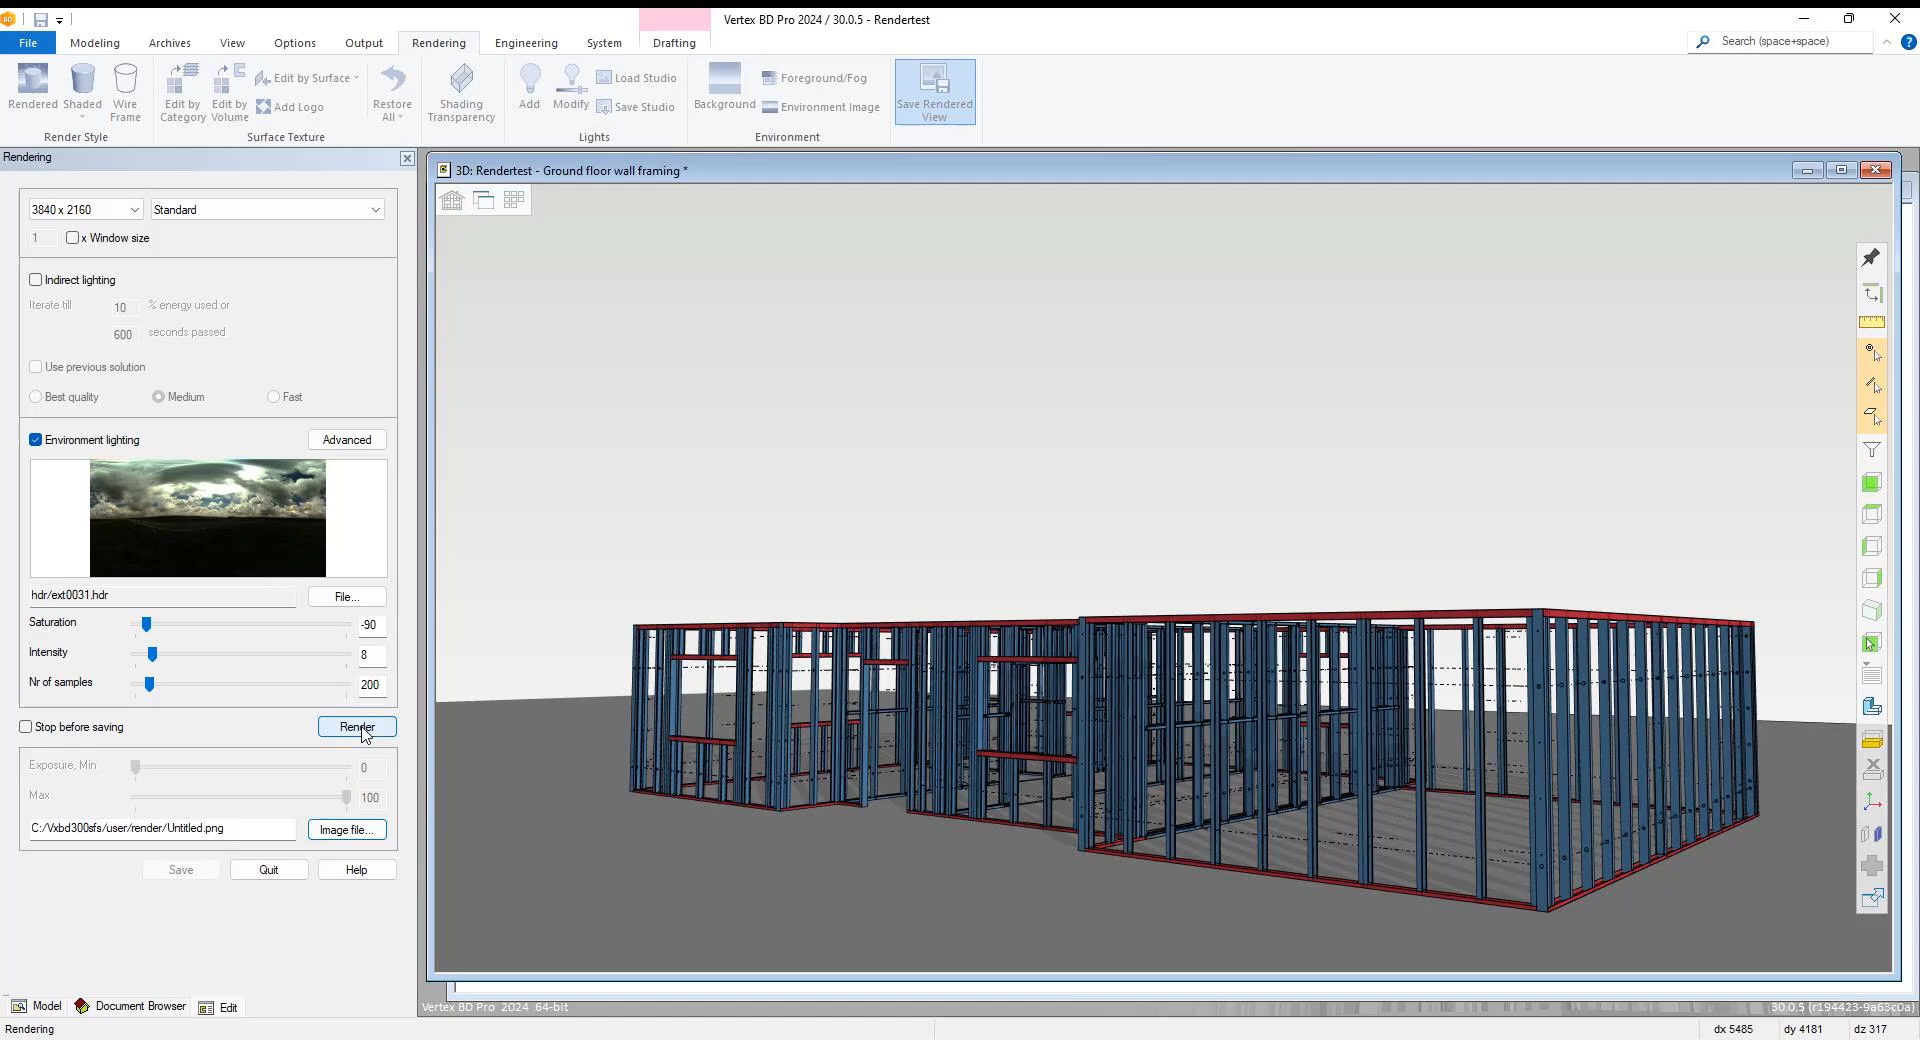 BD
Vertex BD Pro 2024 / 30.0.5 - Rendertest
File Modeling Archives View Options Output Rendering Engineering System Drafting
Search (space+space)
Rendered
Shaded
Wire
Frame
Render Style
Edit by
Category
Edit by
Volume
Edit by Surface
Add Logo
Restore
All
Surface Texture
Shading
Transparency
Add
Modify
Load Studio
Save Studio
Lights
Background
Foreground/Fog
Environment Image
Environment
Save Rendered
View
Rendering
3840 x 2160
Standard
1
x Window size
Indirect lighting
Iterate till 10 % energy used or
600 seconds passed
Use previous solution
Best quality Medium Fast
Environment lighting
Advanced
hdr/ext0031.hdr
File...
Saturation -90
Intensity 8
Nr of samples 200
Stop before saving
Render
Exposure, Min 0
Max 100
C:/Vxbd300sfs/user/render/Untitled.png
Image file...
Save Quit Help
Model Document Browser Edit
Rendering
3D: Rendertest - Ground floor wall framing *
Vertex BD Pro 2024 64-bit
30.0.5 (r194423-9a63c0a)
dx 5485 dy 4181 dz 317